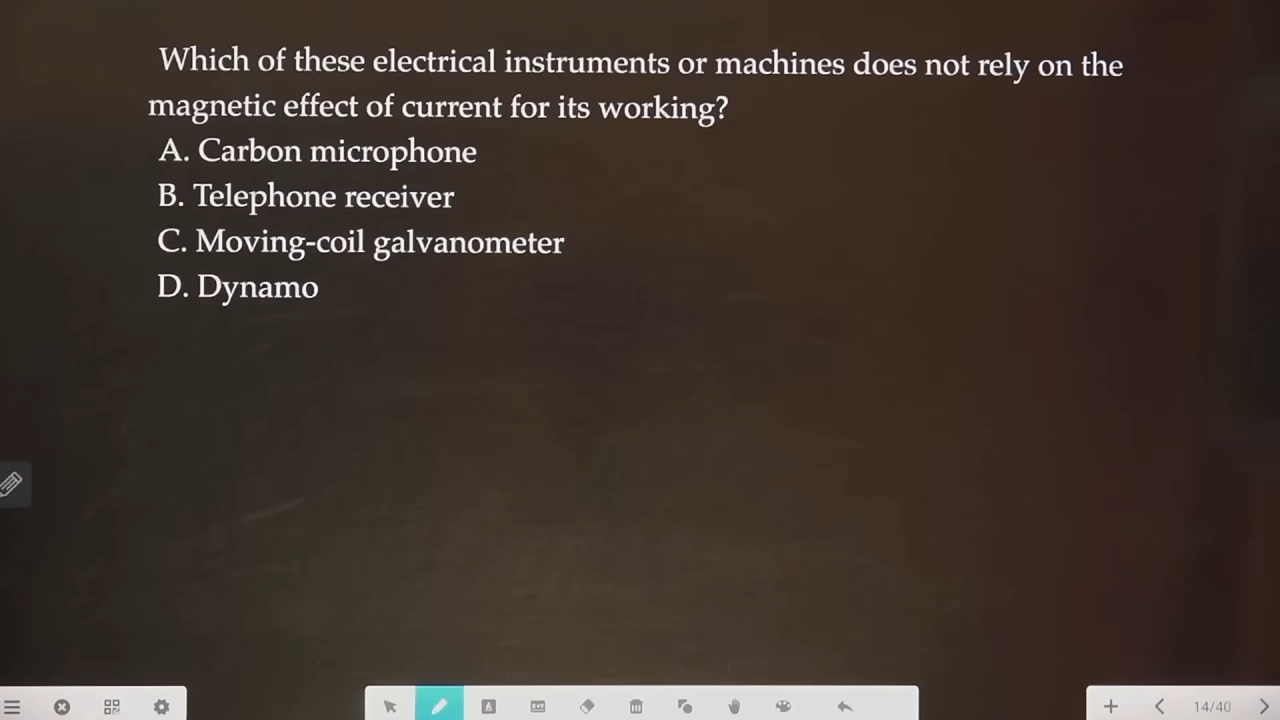 Which of these electrical instruments or machines does not rely on the
magnetic effect of current for its working?
A. Carbon microphone
B. Telephone receiver
C. Moving-coil galvanometer
D. Dynamo
14/40